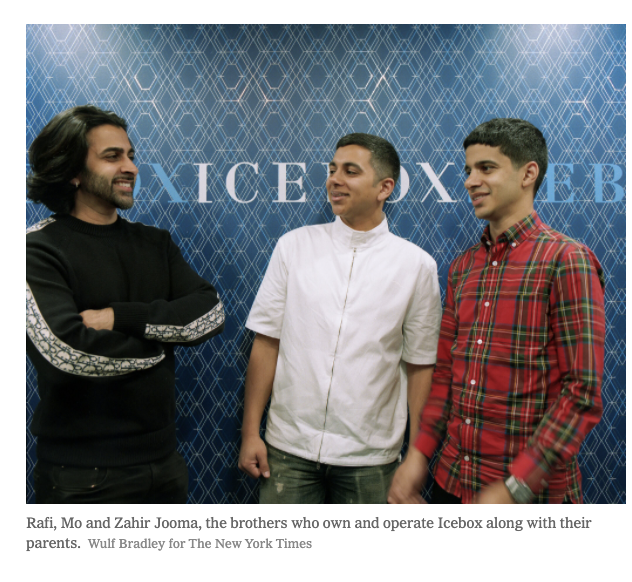 OXICEBOXICEB
Rafi, Mo and Zahir Jooma, the brothers who own and operate Icebox along with their
parents. Wulf Bradley for The New York Times